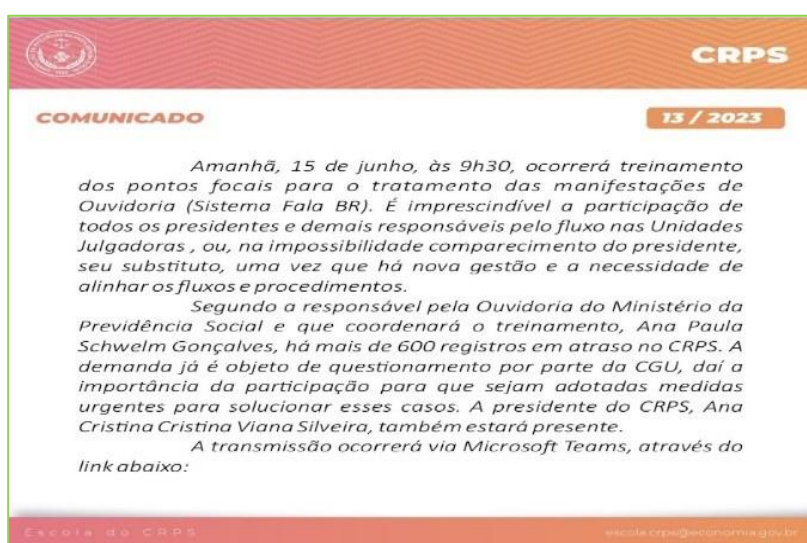 CRPS
COMUNICADO
13 / 2023
Amanhã, 15 de junho, às 9h30, ocorrerá treinamento
dos pontos focais para o tratamento das manifestações de
Ouvidoria (Sistema Fala BR). É imprescindível a participação de
todos os presidentes e demais responsáveis pelo fluxo nas Unidades
Julgadoras , ou, na impossibilidade comparecimento do presidente,
seu substituto, uma vez que há nova gestão e a necessidade de
alinhar os fluxos e procedimentos.
Segundo a responsável pela Ouvidoria do Ministério da
Previdência Social e que coordenará o treinamento, Ana Paula
Schwelm Gonçalves, há mais de 600 registros em atraso no CRPS. A
demanda já é objeto de questionamento por parte da CGU, daí a
importância da participação para que sejam adotadas medidas
urgentes para solucionar esses casos. A presidente do CRPS, Ana
Cristina Cristina Viana Silveira, também estará presente.
A transmissão ocorrerá via Microsoft Teams, através do
link abaixo:
Escola do CRPS
escola.crps@economia.gov.br